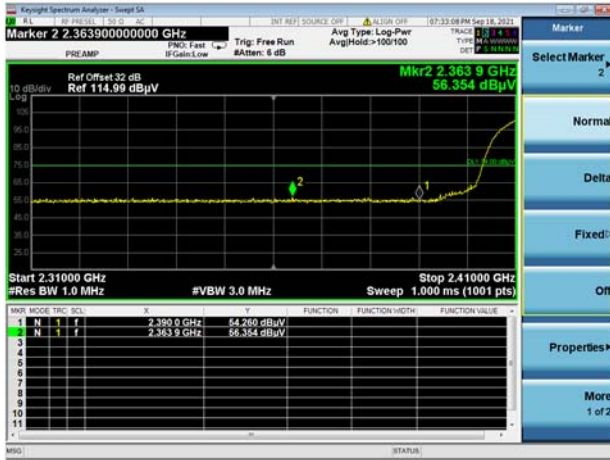 Keysight Spectrum Analyzer - Swept SA
RL RF PRESEL 50 Ω AC INT REF SOURCE OFF ALIGN OFF 07:33:08 PM Sep 18, 2021
Marker
Marker 2 2.363900000000 GHz
PREAMP
PNO: Fast
IFGain:Low
Trig: Free Run
#Atten: 6 dB
Avg Type: Log-Pwr
Avg|Hold:>100/100
TRACE 1 2 3 4 5 6
TYPE
DET P
Select Marker
2
Ref Offset 32 dB
10 dB/div Ref 114.99 dBµV
Log
Mkr2 2.363 9 GHz
56.354 dBµV
105
95.0
85.0
75.0
65.0
55.0
45.0
35.0
25.0
2
1
Start 2.31000 GHz
Stop 2.41000 GHz
#Res BW 1.0 MHz #VBW 3.0 MHz Sweep 1.000 ms (1001 pts)
MKR MODE TRC SCL X Y FUNCTION FUNCTION WIDTH FUNCTION VALUE
1 N 1 f 2.390 0 GHz 54.260 dBµV
2 N 1 f 2.363 9 GHz 56.354 dBµV
3
4
5
6
7
8
9
10
11
MSG STATUS
Normal
Delta
Fixed
Off
Properties
More
1 of 2